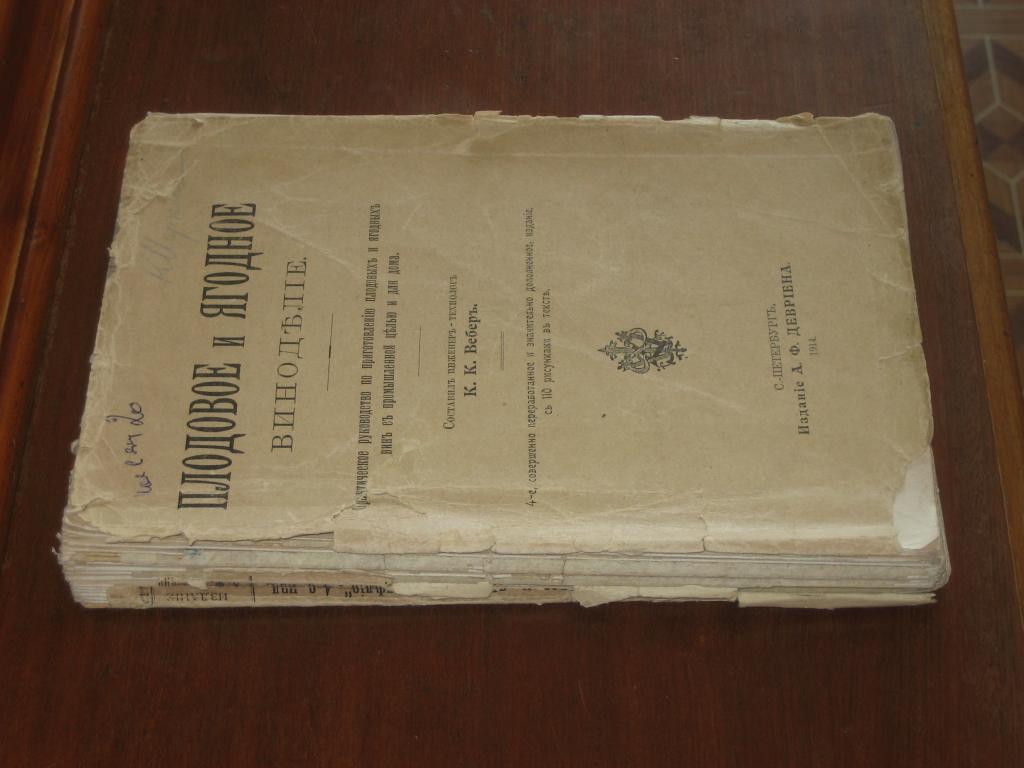 ПЛОДОВОЕ и ЯГОДНОЕ
ВИНОДѢЛІЕ.
Практическое руководство по приготовленію плодовыхъ и ягодныхъ
винъ съ промышленной цѣлью и для дома.
Составилъ инженеръ-технологъ
К. К. Веберъ.
4-е, совершенно переработанное и значительно дополненное, изданіе,
съ 110 рисунками въ текстѣ.
С.-ПЕТЕРБУРГЪ.
Изданіе А. Ф. ДЕВРІЕНА.
1914.
ИЗДАНІЕ